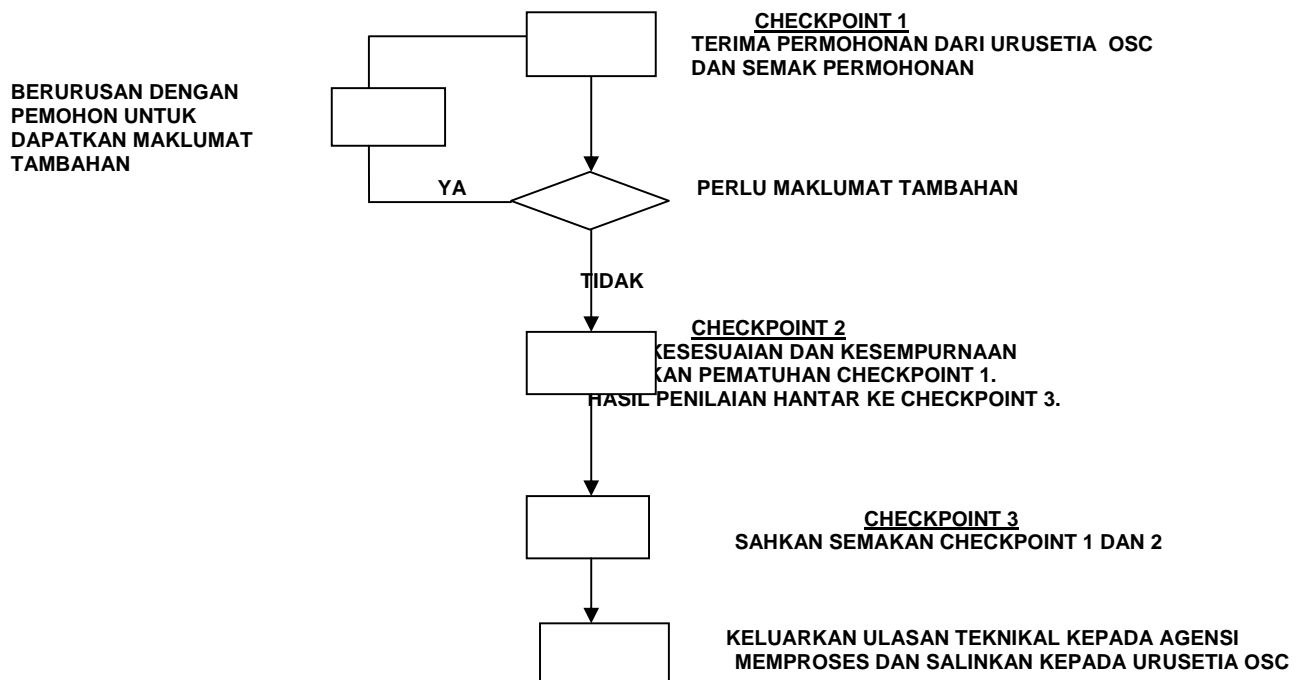 CHECKPOINT 1
TERIMA PERMOHONAN DARI URUSETIA OSC
DAN SEMAK PERMOHONAN
BERURUSAN DENGAN
PEMOHON UNTUK
DAPATKAN MAKLUMAT
TAMBAHAN
YA
PERLU MAKLUMAT TAMBAHAN
TIDAK
CHECKPOINT 2
KESESUAIAN DAN KESEMPURNAAN
KAN PEMATUHAN CHECKPOINT 1.
HASIL PENILAIAN HANTAR KE CHECKPOINT 3.
CHECKPOINT 3
SAHKAN SEMAKAN CHECKPOINT 1 DAN 2
KELUARKAN ULASAN TEKNIKAL KEPADA AGENSI
MEMPROSES DAN SALINKAN KEPADA URUSETIA OSC